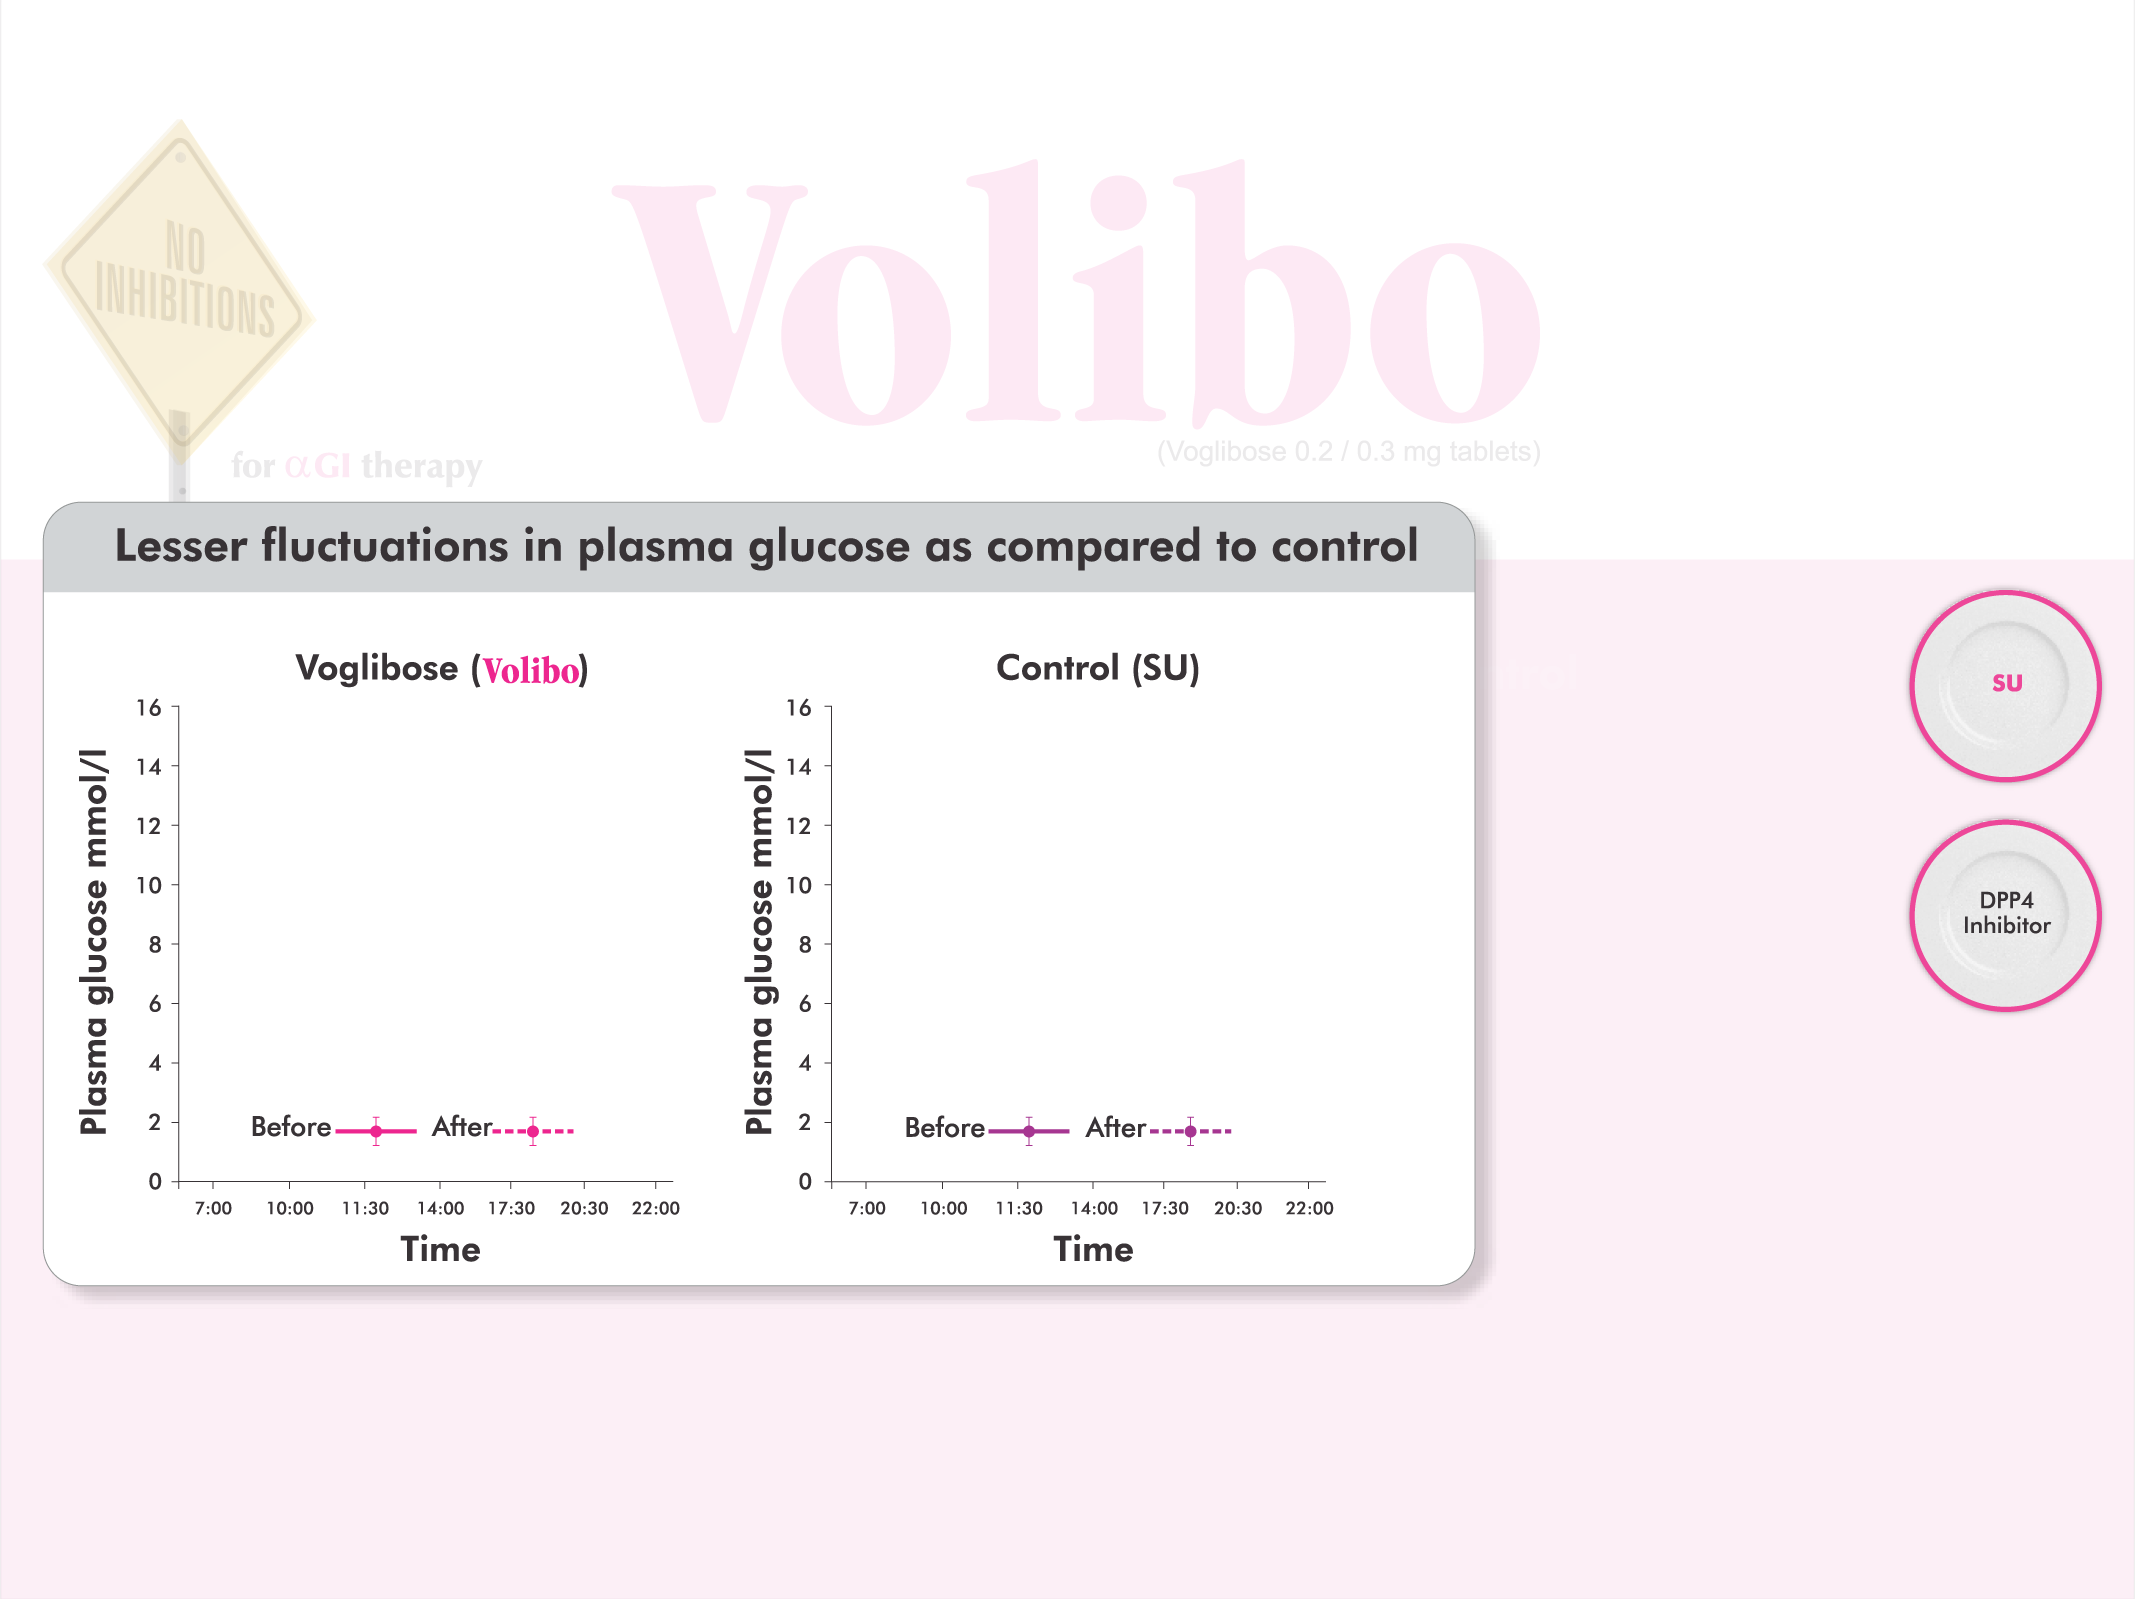 NO
INHIBITIONS
Volibo
(Voglibose 0.2 / 0.3 mg tablets)
for αGI therapy
Lesser fluctuations in plasma glucose as compared to control
Voglibose (Volibo)
Plasma glucose mmol/l
16
14
12
10
8
6
4
2
0
Before
After
7:00 10:00 11:30 14:00 17:30 20:30 22:00
Time
Control (SU)
Plasma glucose mmol/l
16
14
12
10
8
6
4
2
0
Before
After
7:00 10:00 11:30 14:00 17:30 20:30 22:00
Time
SU
DPP4
Inhibitor